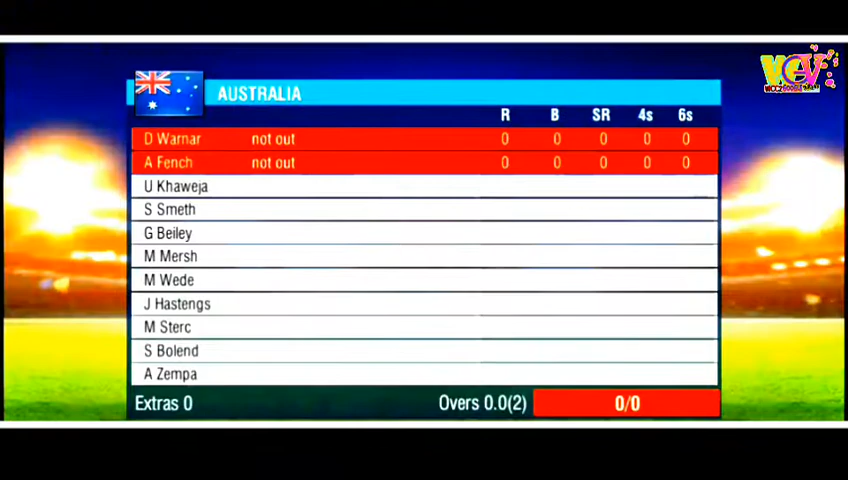 AUSTRALIA
R B SR 4s 6s
D Warnar not out 0 0 0 0 0
A Fench not out 0 0 0 0 0
U Khaweja
S Smeth
G Beiley
M Mersh
M Wede
J Hastengs
M Sterc
S Bolend
A Zempa
Extras 0 Overs 0.0(2) 0/0